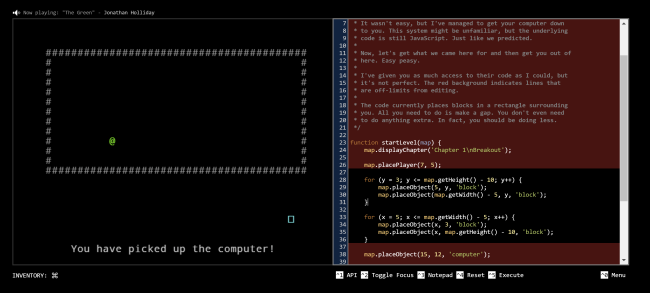 Now playing: "The Green" - Jonathan Holliday
#########################################
# #
# #
# #
# #
# #
# #
# #
# @ #
# #
# #
#########################################
You have picked up the computer!
INVENTORY: ⌘
7 * It wasn't easy, but I've managed to get your computer down
8 * to you. This system might be unfamiliar, but the underlying
9 * code is still JavaScript. Just like we predicted.
10 *
11 * Now, let's get what we came here for and then get you out of
12 * here. Easy peasy.
13 *
14 * I've given you as much access to their code as I could, but
15 * it's not perfect. The red background indicates lines that
16 * are off-limits from editing.
17 *
18 * The code currently places blocks in a rectangle surrounding
19 * you. All you need to do is make a gap. You don't even need
20 * to do anything extra. In fact, you should be doing less.
21 */
22
23 function startLevel(map) {
24 map.displayChapter('Chapter 1\nBreakout');
25
26 map.placePlayer(7, 5);
27
28 for (y = 3; y <= map.getHeight() - 10; y++) {
29 map.placeObject(5, y, 'block');
30 map.placeObject(map.getWidth() - 5, y, 'block');
31 }
32
33 for (x = 5; x <= map.getWidth() - 5; x++) {
34 map.placeObject(x, 3, 'block');
35 map.placeObject(x, map.getHeight() - 10, 'block');
36 }
37
38 map.placeObject(15, 12, 'computer');
39
^1 API ^2 Toggle Focus ^3 Notepad ^4 Reset ^5 Execute ^0 Menu